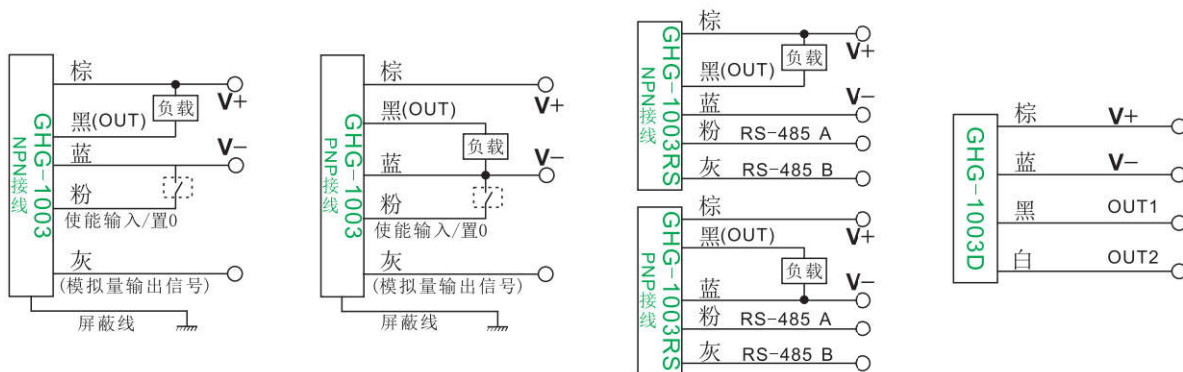 GHG-1003
NPN接线
棕
负载
V+
黑(OUT)
蓝
V-
粉
使能输入/置0
灰
(模拟量输出信号)
屏蔽线
GHG-1003
PNP接线
棕
V+
黑(OUT)
负载
蓝
V-
粉
使能输入/置0
灰
(模拟量输出信号)
屏蔽线
GHG-1003RS
NPN接线
棕
负载
V+
黑(OUT)
蓝
V-
粉 RS-485 A
灰 RS-485 B
GHG-1003RS
PNP接线
棕
V+
黑(OUT)
负载
蓝
V-
粉 RS-485 A
灰 RS-485 B
GHG-1003D
棕 V+
蓝 V-
黑 OUT1
白 OUT2